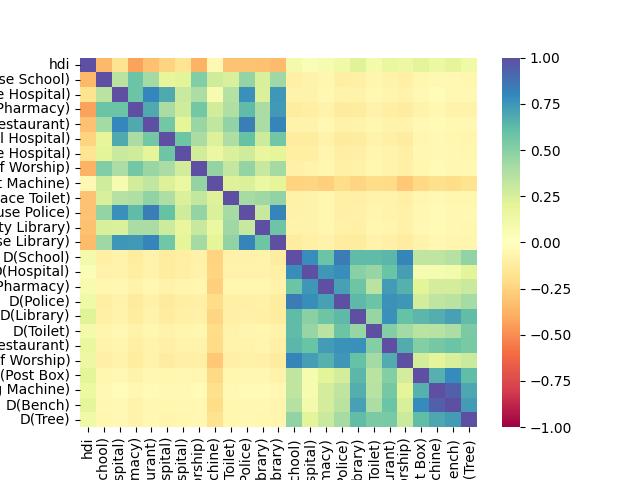 hdi
se School)
e Hospital)
Pharmacy)
estaurant)
l Hospital)
e Hospital)
f Worship)
t Machine)
ace Toilet)
use Police)
ty Library)
se Library)
D(School)
D(Hospital)
Pharmacy)
D(Police)
D(Library)
D(Toilet)
estaurant)
f Worship)
(Post Box)
g Machine)
D(Bench)
D(Tree)
hdi
chool)
spital)
macy)
urant)
spital)
spital)
rship)
chine)
Toilet)
Police)
ibrary)
ibrary)
chool)
spital)
macy)
Police)
ibrary)
Toilet)
urant)
rship)
t Box)
chine)
ench)
(Tree)
1.00
0.75
0.50
0.25
0.00
−0.25
−0.50
−0.75
−1.00